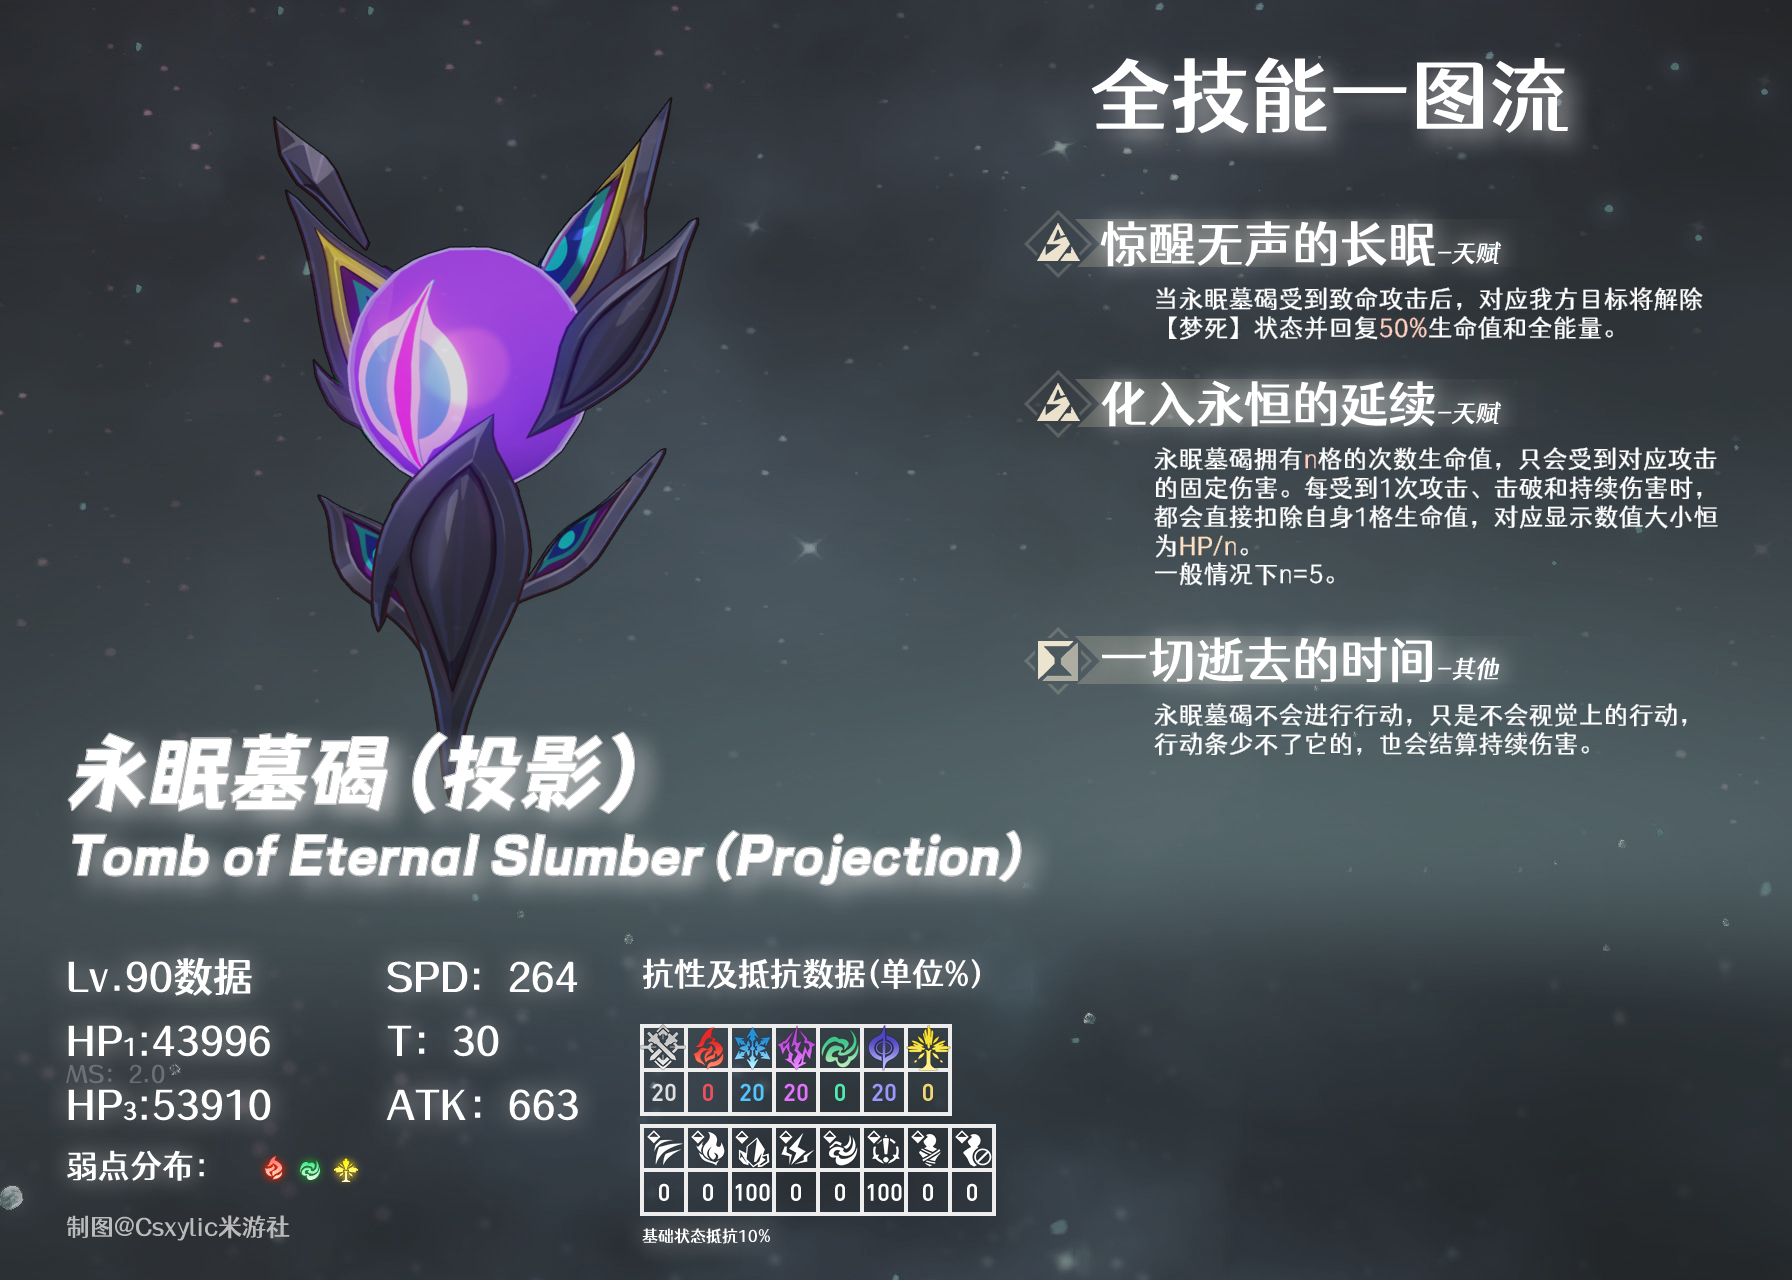 全技能一图流
惊醒无声的长眠-天赋
当永眠墓碣受到致命攻击后，对应我方目标将解除
【梦死】状态并回复50%生命值和全能量。
化入永恒的延续-天赋
永眠墓碣拥有n格的次数生命值，只会受到对应攻击
的固定伤害。每受到1次攻击、击破和持续伤害时，
都会直接扣除自身1格生命值，对应显示数值大小恒
为HP/n。
一般情况下n=5。
一切逝去的时间-其他
永眠墓碣不会进行行动，只是不会视觉上的行动，
行动条少不了它的，也会结算持续伤害。
永眠墓碣（投影）
Tomb of Eternal Slumber (Projection)
Lv.90数据 SPD：264
HP1:43996 T：30
MS：2.0
HP3:53910 ATK：663
弱点分布：
制图@Csxylic米游社
抗性及抵抗数据(单位%)
20 0 20 20 0 20 0
0 0 100 0 0 100 0 0
基础状态抵抗10%